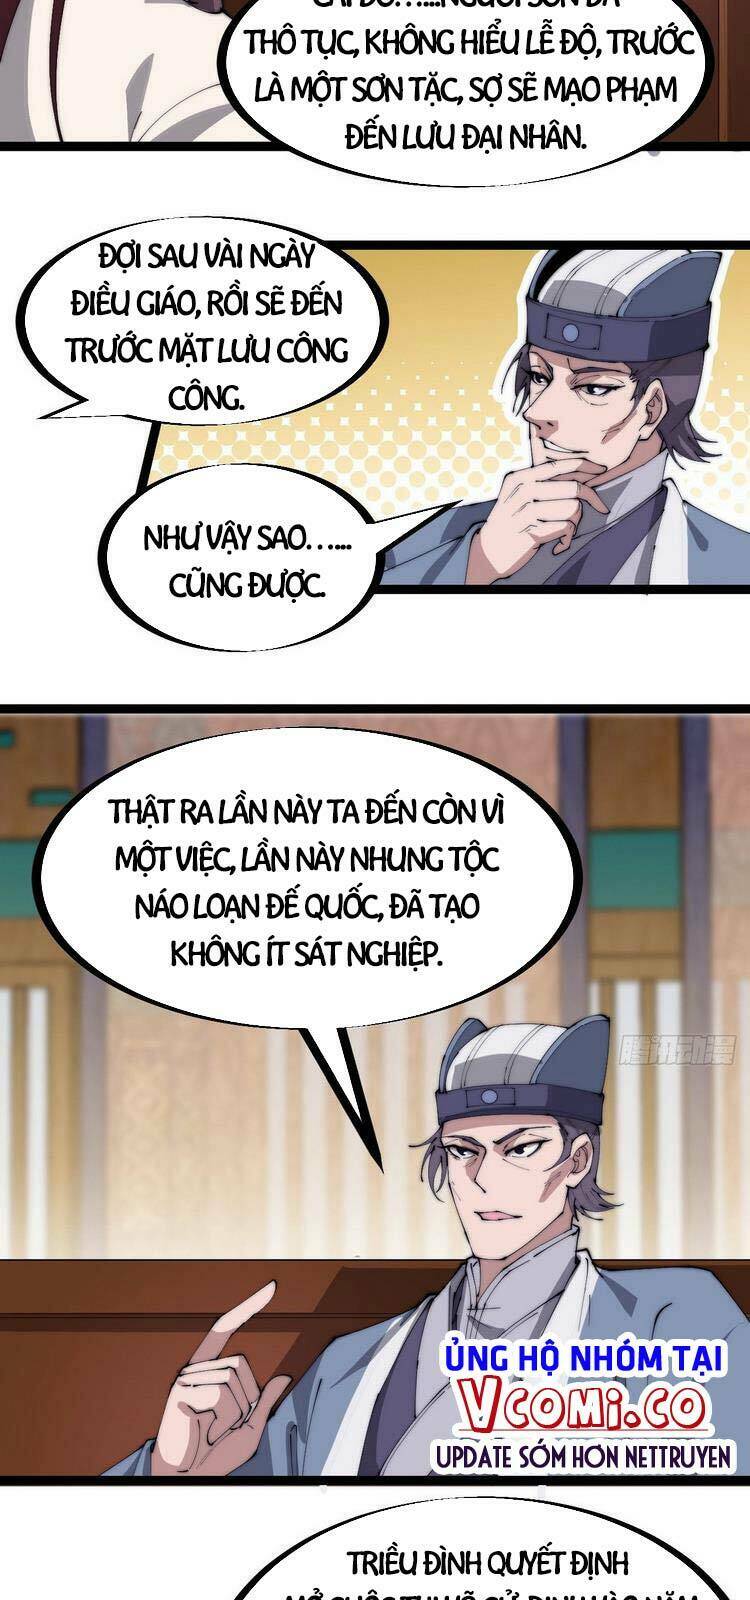 THÔ TỤC, KHÔNG HIỂU LỄ ĐỘ, TRƯỚC
LÀ MỘT SƠN TẶC, SỢ SẼ MẠO PHẠM
ĐẾN LƯU ĐẠI NHÂN.
ĐỢI SAU VÀI NGÀY
ĐIỀU GIÁO, RỒI SẼ ĐẾN
TRƯỚC MẶT LƯU CÔNG
CÔNG.
NHƯ VẬY SAO......
CŨNG ĐƯỢC.
THẬT RA LẦN NÀY TA ĐẾN CÒN VÌ
MỘT VIỆC, LẦN NÀY NHUNG TỘC
NÁO LOẠN ĐẾ QUỐC, ĐÃ TẠO
KHÔNG ÍT SÁT NGHIỆP.
腾讯动漫
ỦNG HỘ NHÓM TẠI
VCOMI.CO
UPDATE SỚM HƠN NETTRUYEN
TRIỀU ĐÌNH QUYẾT ĐỊNH